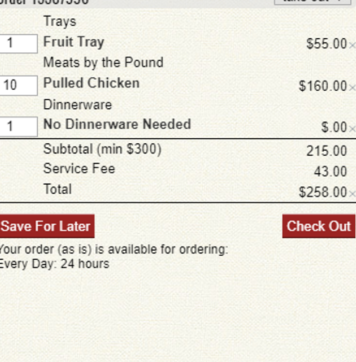 Trays
1 Fruit Tray $55.00 ×
Meats by the Pound
10 Pulled Chicken $160.00 ×
Dinnerware
1 No Dinnerware Needed $.00 ×
Subtotal (min $300) 215.00
Service Fee 43.00
Total $258.00 ×
Save For Later Check Out
Your order (as is) is available for ordering:
Every Day: 24 hours